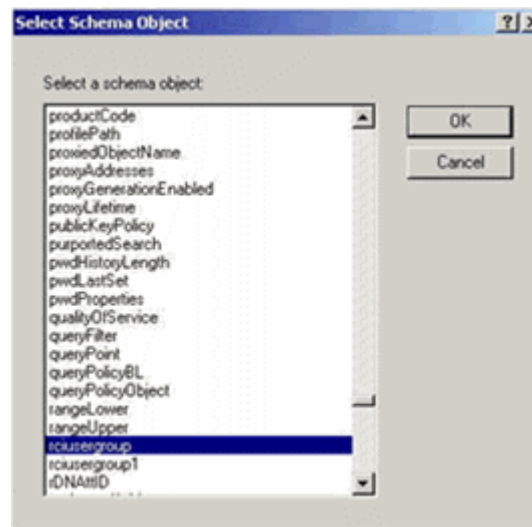 Select Schema Object
Select a schema object:
productCode
profilePath
proxiedObjectName
proxyAddresses
proxyGenerationEnabled
proxyLifetime
publicKeyPolicy
purportedSearch
pwdHistoryLength
pwdLastSet
pwdProperties
qualityOfService
queryFilter
queryPoint
queryPolicyBL
queryPolicyObject
rangeLower
rangeUpper
rciusergroup
rciusergroup1
rDNAttID
OK
Cancel